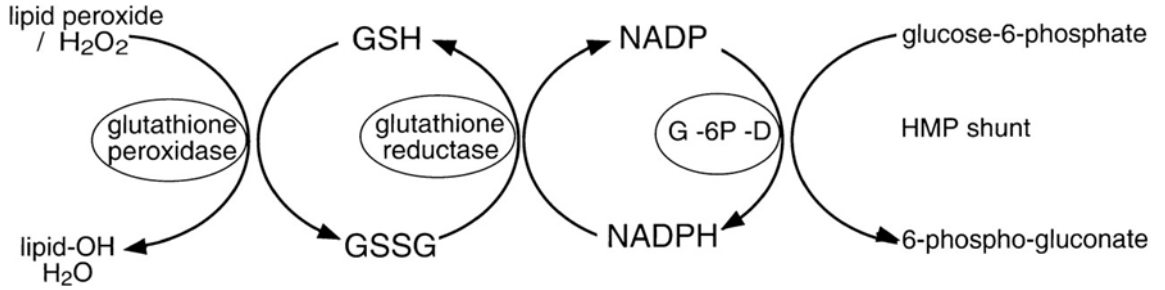 lipid peroxide
/ H₂O₂
GSH
NADP
glucose-6-phosphate
glutathione
peroxidase
glutathione
reductase
G -6P -D
HMP shunt
lipid-OH
H₂O
GSSG
NADPH
6-phospho-gluconate